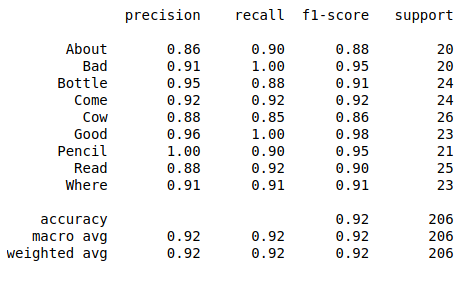 precision recall f1-score support
About 0.86 0.90 0.88 20
Bad 0.91 1.00 0.95 20
Bottle 0.95 0.88 0.91 24
Come 0.92 0.92 0.92 24
Cow 0.88 0.85 0.86 26
Good 0.96 1.00 0.98 23
Pencil 1.00 0.90 0.95 21
Read 0.88 0.92 0.90 25
Where 0.91 0.91 0.91 23
accuracy 0.92 206
macro avg 0.92 0.92 0.92 206
weighted avg 0.92 0.92 0.92 206